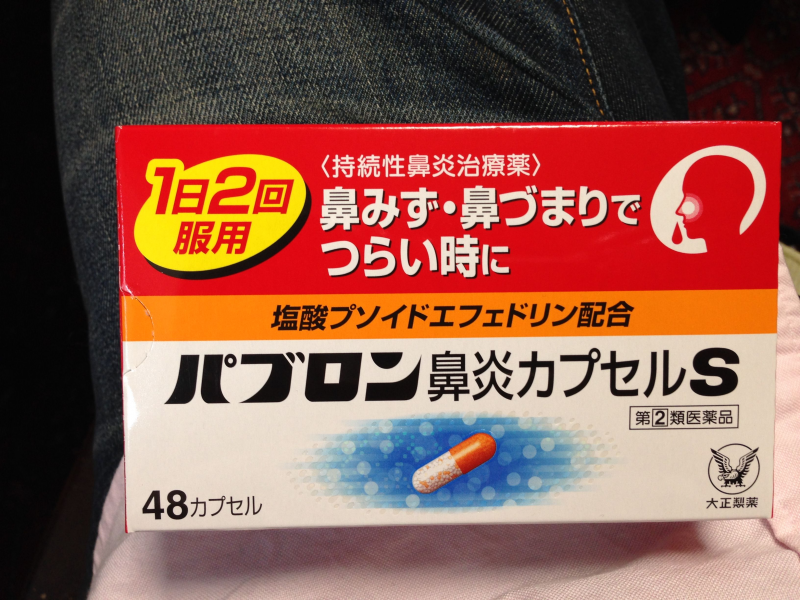 1日2回
服用
〈持続性鼻炎治療薬〉
鼻みず・鼻づまりで
つらい時に
塩酸プソイドエフェドリン配合
パブロン鼻炎カプセルS
第②類医薬品
48カプセル
大正製薬